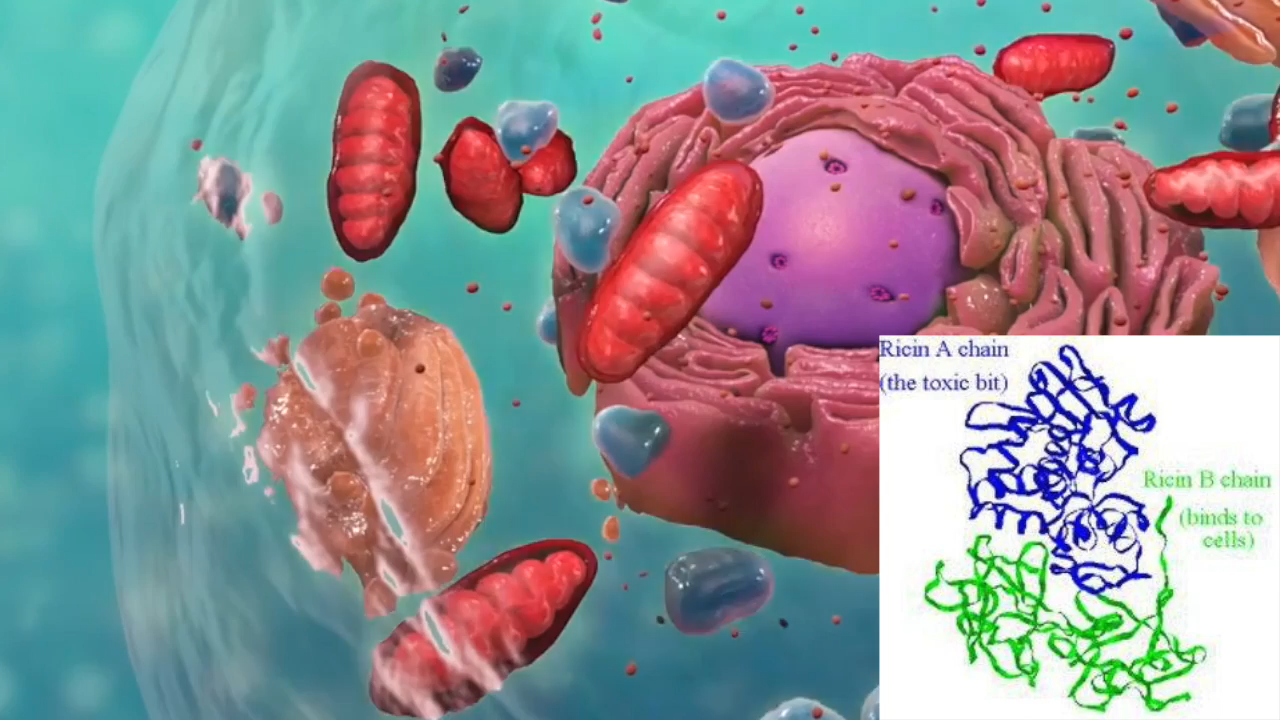 Ricin A chain
(the toxic bit)
Ricin B chain
(binds to
cells)